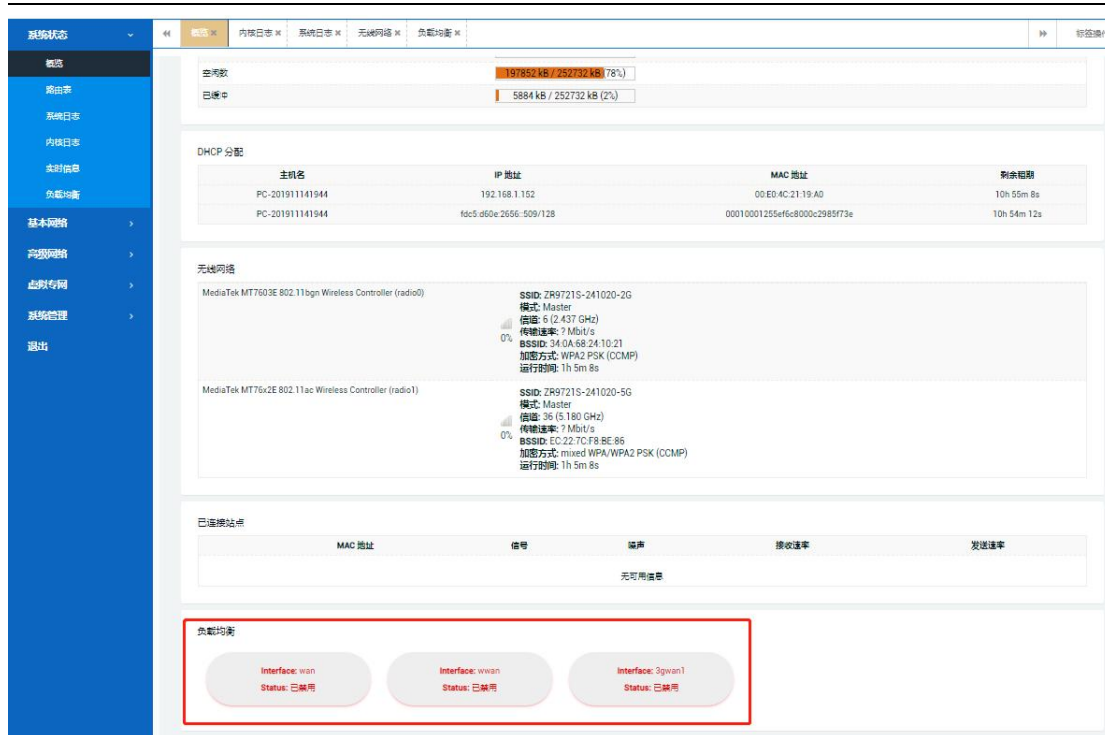 系统状态
概览
路由表
系统日志
内核日志
实时信息
负载均衡
基本网络
高级网络
虚拟专网
系统管理
退出
概览 内核日志 系统日志 无线网络 负载均衡 标签操
空闲数 197852 kB / 252732 kB (78%)
已缓冲 5884 kB / 252732 kB (2%)
DHCP 分配
主机名 IP 地址 MAC 地址 剩余租期
PC-201911141944 192.168.1.152 00:E0:4C:21:19:A0 10h 55m 8s
PC-201911141944 fdc5:d60e:2656::509/128 00010001255ef6c8000c2985f73e 10h 54m 12s
无线网络
MediaTek MT7603E 802.11bgn Wireless Controller (radio0)
SSID: ZR9721S-241020-2G
模式: Master
信道: 6 (2.437 GHz)
传输速率: ? Mbit/s
0%
BSSID: 34:0A:68:24:10:21
加密方式: WPA2 PSK (CCMP)
运行时间: 1h 5m 8s
MediaTek MT76x2E 802.11ac Wireless Controller (radio1)
SSID: ZR9721S-241020-5G
模式: Master
信道: 36 (5.180 GHz)
传输速率: ? Mbit/s
0%
BSSID: EC:22:7C:F8:BE:86
加密方式: mixed WPA/WPA2 PSK (CCMP)
运行时间: 1h 5m 8s
已连接站点
MAC 地址 信号 噪声 接收速率 发送速率
无可用信息
负载均衡
Interface: wan
Status: 已禁用
Interface: wwan
Status: 已禁用
Interface: 3gwan1
Status: 已禁用